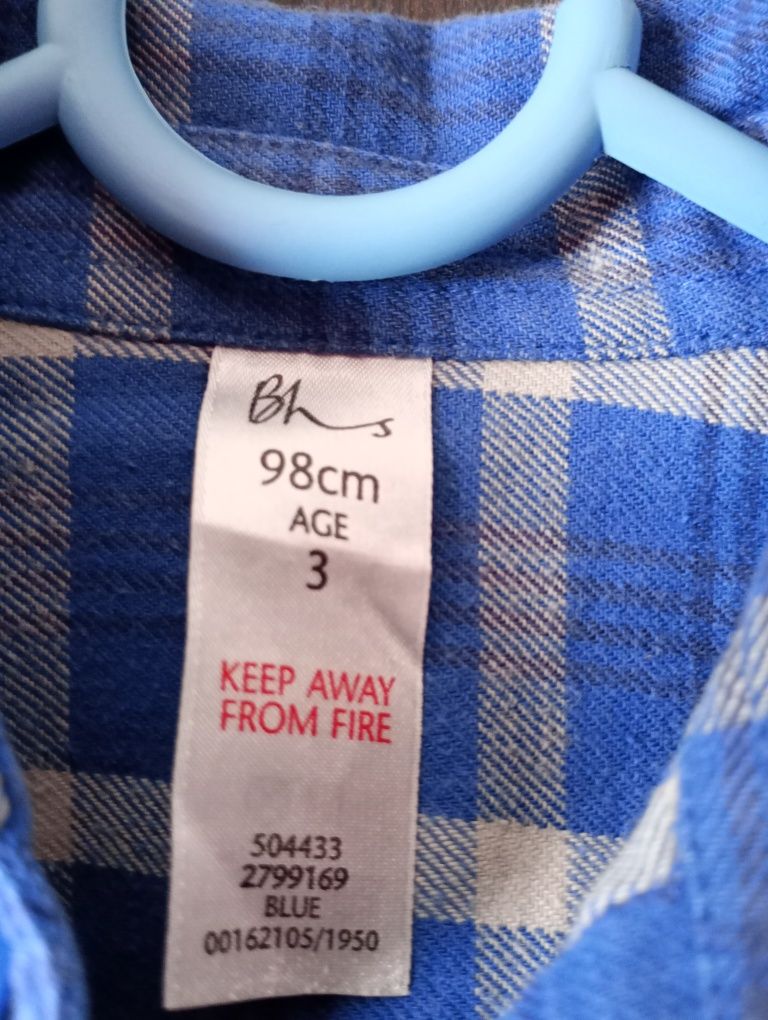 Bhs
98cm
AGE
3
KEEP AWAY
FROM FIRE
504433
2799169
BLUE
00162105/1950